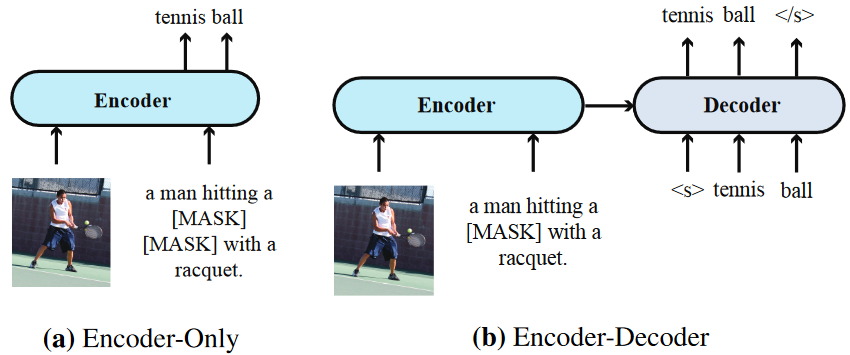 tennis ball
Encoder
a man hitting a
[MASK]
[MASK] with a
racquet.
(a) Encoder-Only
tennis ball </s>
Encoder
Decoder
a man hitting a
[MASK] with a
racquet.
<s> tennis ball
(b) Encoder-Decoder